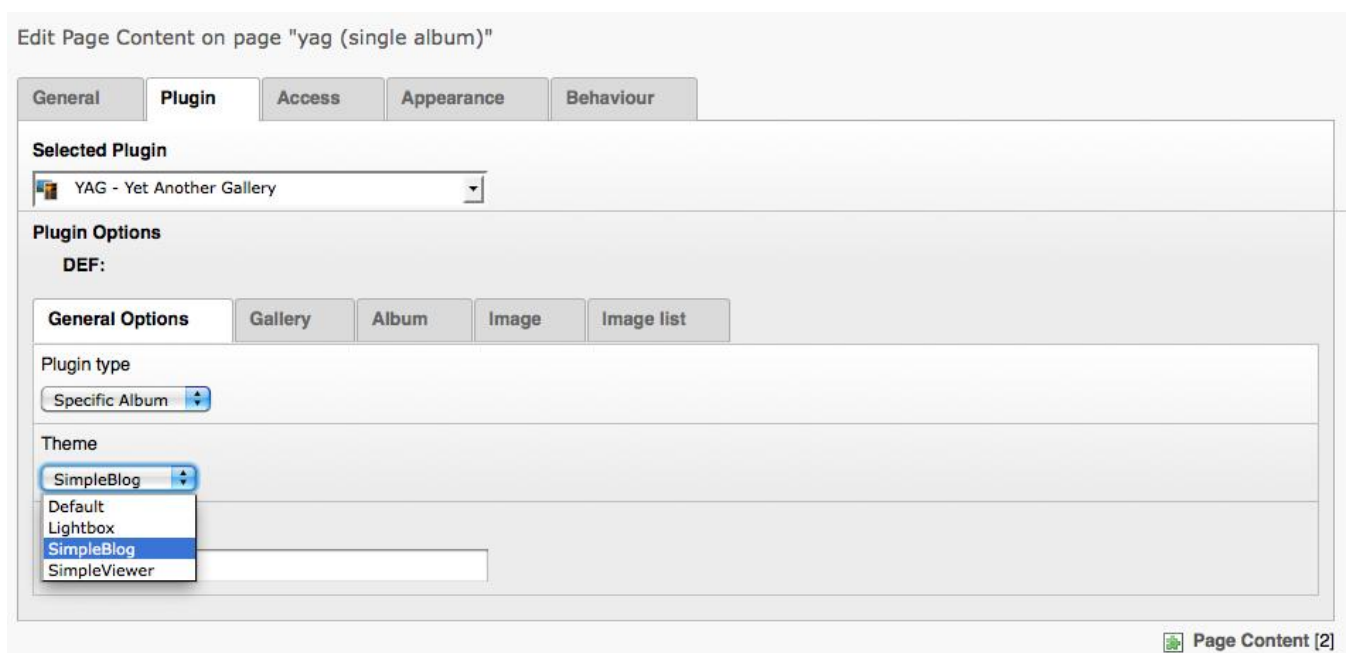 Edit Page Content on page "yag (single album)"
General Plugin Access Appearance Behaviour
Selected Plugin
YAG - Yet Another Gallery
Plugin Options
DEF:
General Options Gallery Album Image Image list
Plugin type
Specific Album
Theme
SimpleBlog
Default
Lightbox
SimpleBlog
SimpleViewer
Page Content [2]